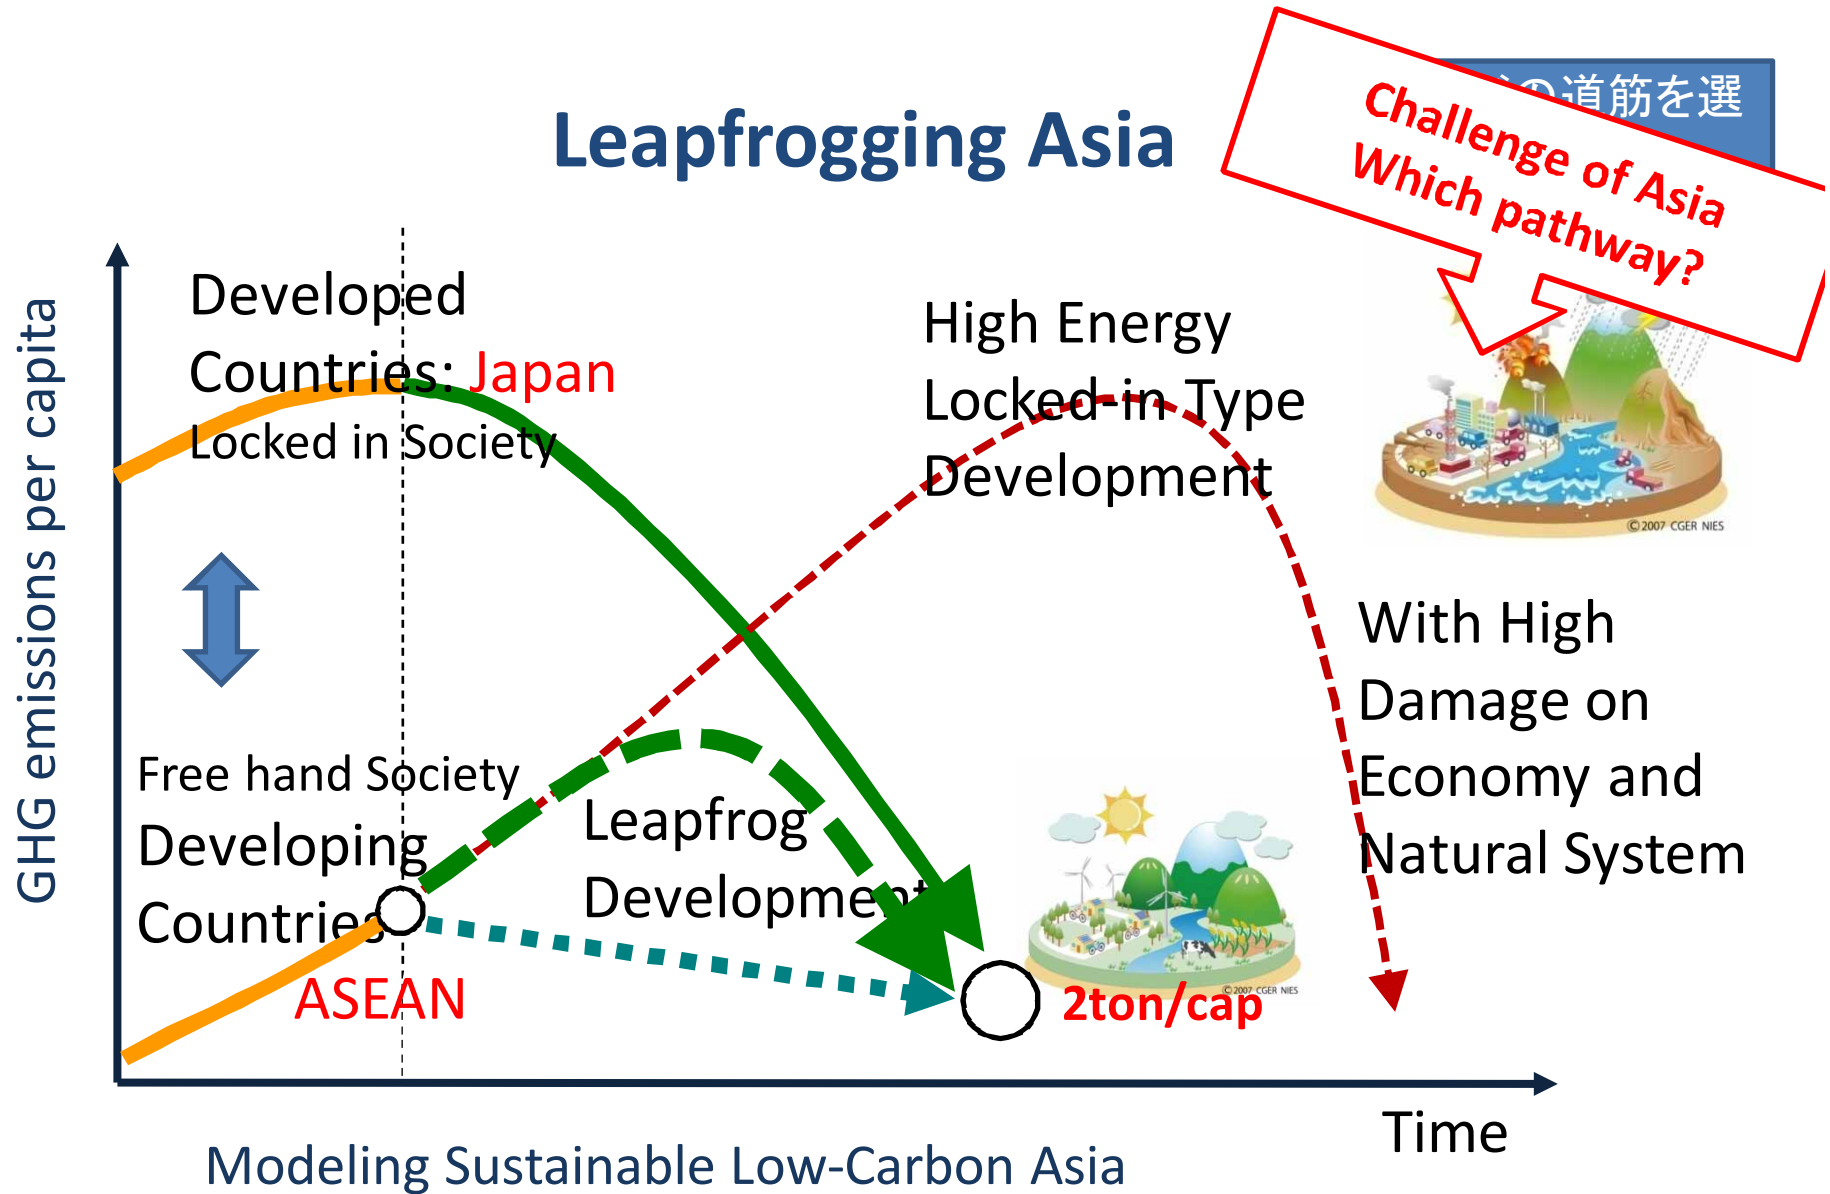 Leapfrogging Asia
の道筋を選
Challenge of Asia
Which pathway?
GHG emissions per capita
Developed
Countries: Japan
Locked in Society
High Energy
Locked-in Type
Development
©2007 CGER NIES
With High
Damage on
Economy and
Natural System
Free hand Society
Developing
Countries
ASEAN
Leapfrog
Development
©2007 CGER NIES
2ton/cap
Time
Modeling Sustainable Low-Carbon Asia